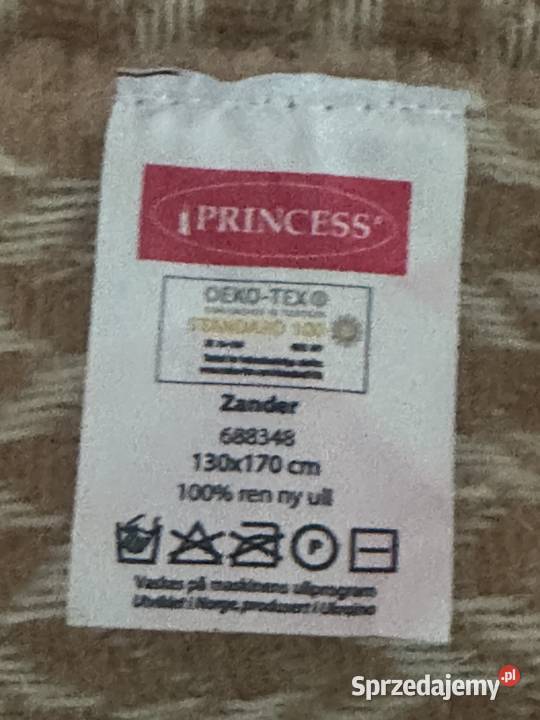 PRINCESS®
OEKO-TEX®
STANDARD 100
Zander
688348
130x170 cm
100% ren ny ull
P
Vaskes på maskinens ullprogram
Utviklet i Norge, produsert i Ukraina
Sprzedajemy.pl